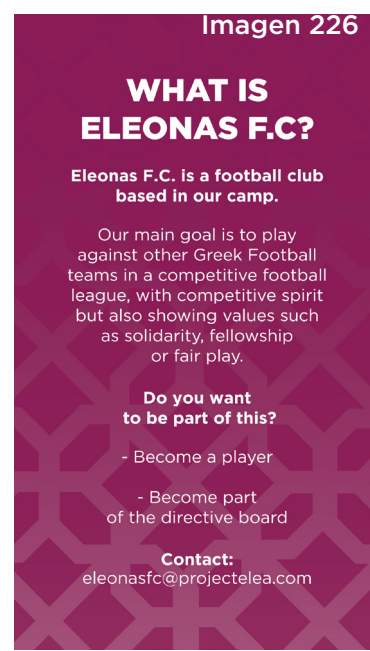 Imagen 226
WHAT IS
ELEONAS F.C?
Eleonas F.C. is a football club
based in our camp.
Our main goal is to play
against other Greek Football
teams in a competitive football
league, with competitive spirit
but also showing values such
as solidarity, fellowship
or fair play.
Do you want
to be part of this?
- Become a player
- Become part
of the directive board
Contact:
eleonasfc@projectelea.com